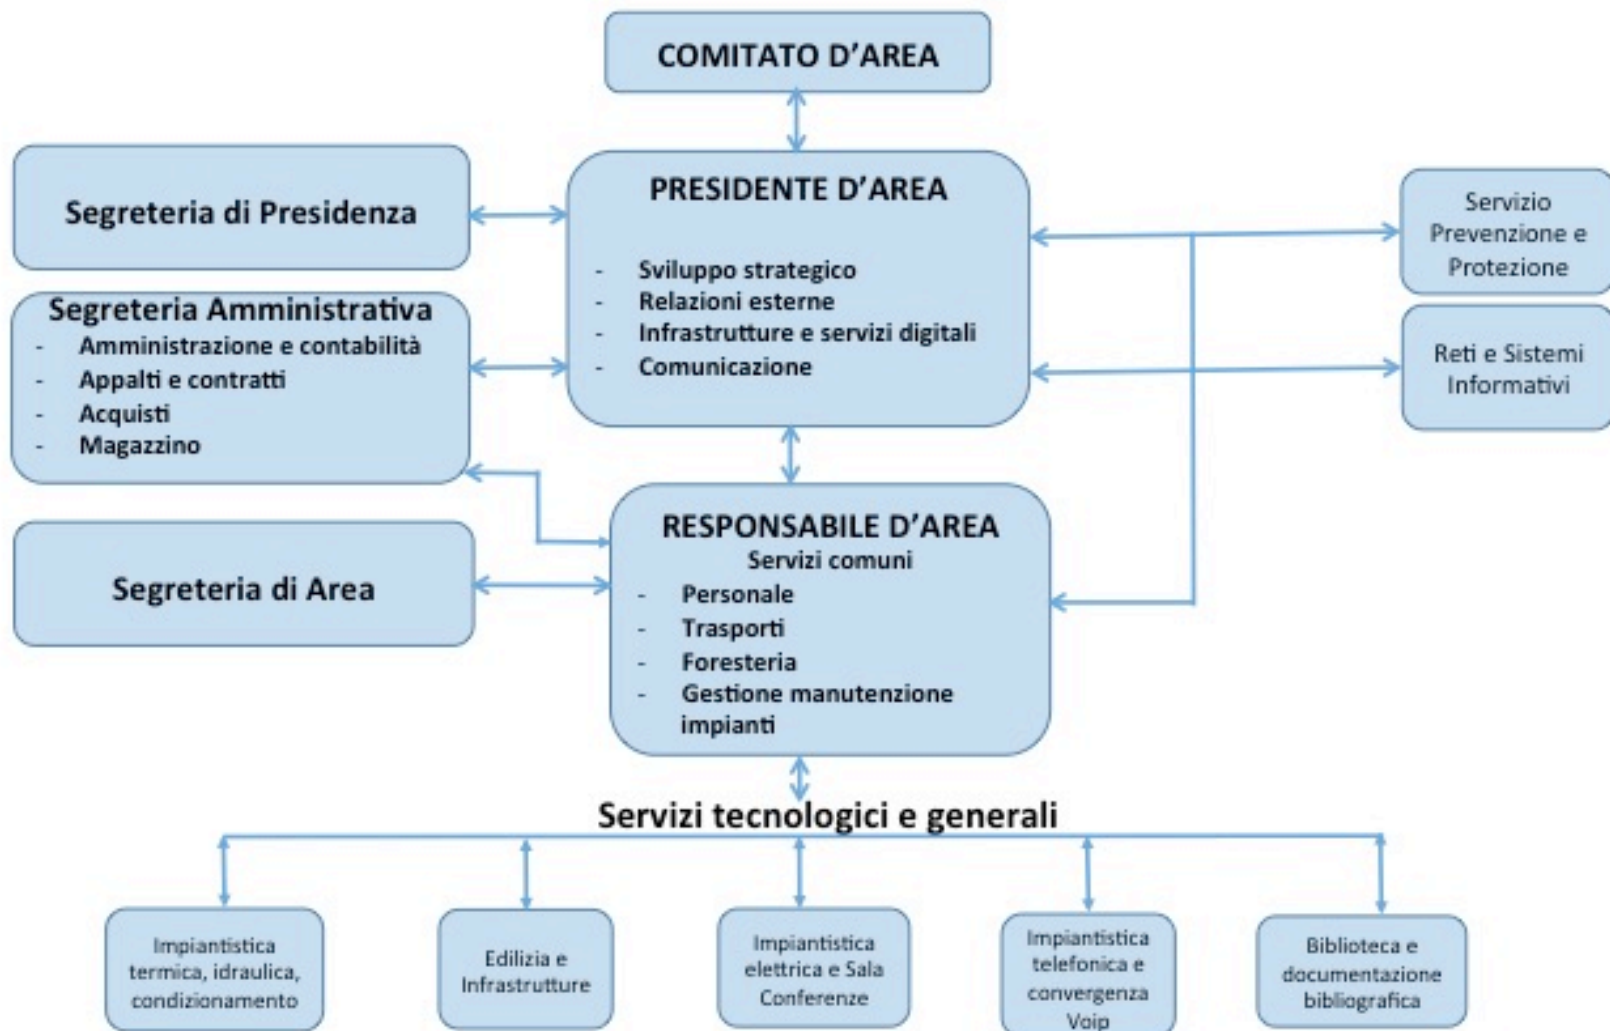 COMITATO D’AREA
Segreteria di Presidenza
PRESIDENTE D’AREA
- Sviluppo strategico
- Relazioni esterne
- Infrastrutture e servizi digitali
- Comunicazione
Servizio
Prevenzione e
Protezione
Segreteria Amministrativa
- Amministrazione e contabilità
- Appalti e contratti
- Acquisti
- Magazzino
Reti e Sistemi
Informativi
RESPONSABILE D’AREA
Servizi comuni
- Personale
- Trasporti
- Foresteria
- Gestione manutenzione
impianti
Segreteria di Area
Servizi tecnologici e generali
Impiantistica
termica, idraulica,
condizionamento
Edilizia e
Infrastrutture
Impiantistica
elettrica e Sala
Conferenze
Impiantistica
telefonica e
convergenza
Voip
Biblioteca e
documentazione
bibliografica